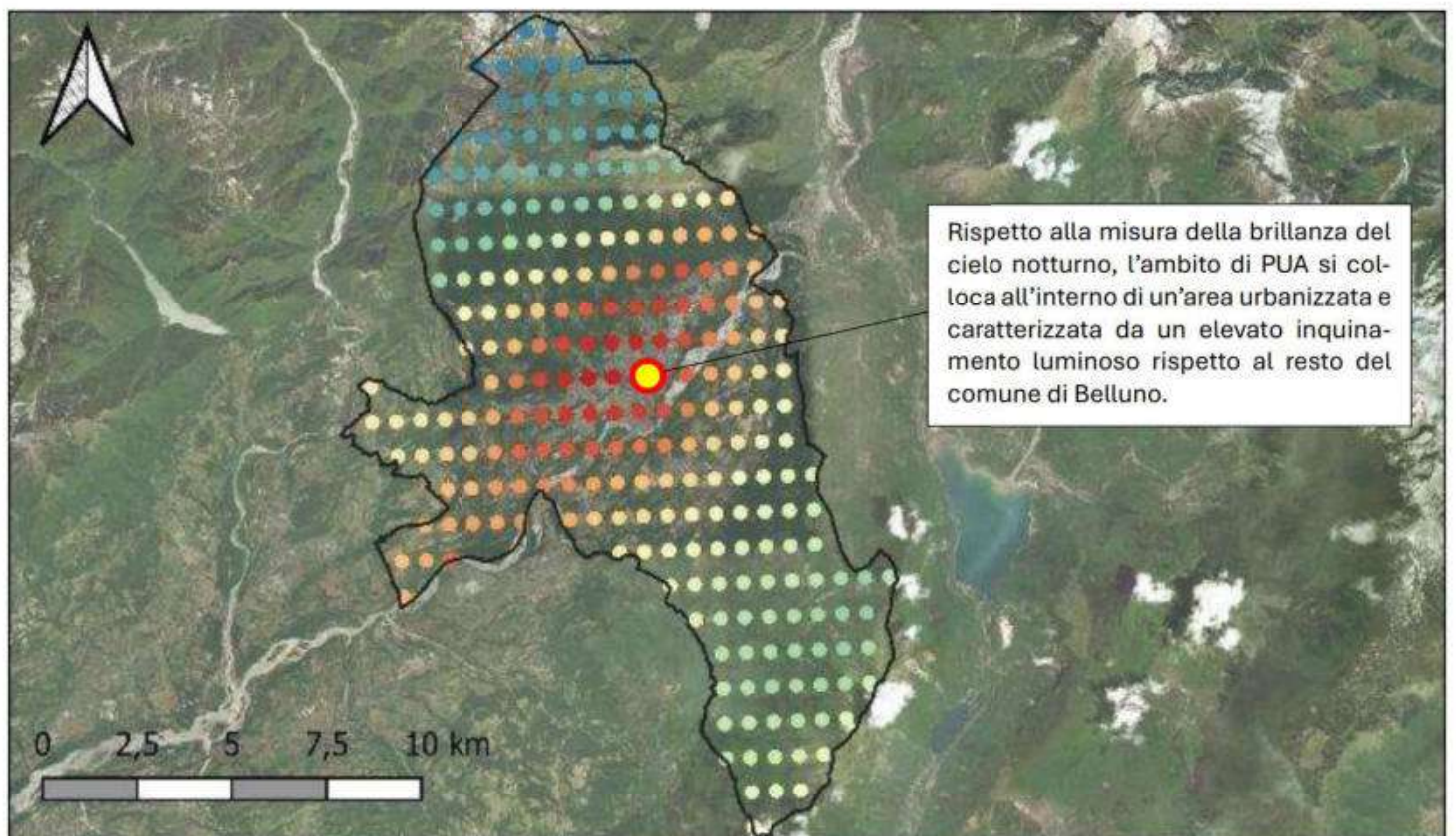 Rispetto alla misura della brillanza del
cielo notturno, l’ambito di PUA si col-
loca all’interno di un’area urbanizzata e
caratterizzata da un elevato inquina-
mento luminoso rispetto al resto del
comune di Belluno.
0 2,5 5 7,5 10 km